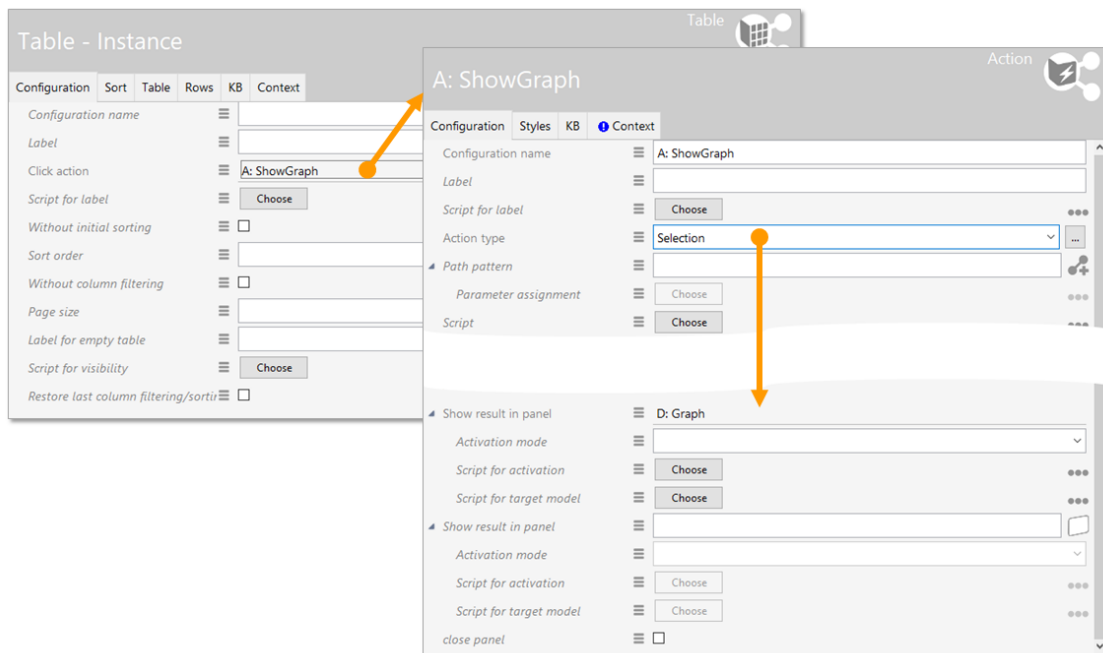 Table
Table - Instance
Configuration Sort Table Rows KB Context
Configuration name
Label
Click action A: ShowGraph
Script for label Choose
Without initial sorting
Sort order
Without column filtering
Page size
Label for empty table
Script for visibility Choose
Restore last column filtering/sortir
Action
A: ShowGraph
Configuration Styles KB Context
Configuration name A: ShowGraph
Label
Script for label Choose
Action type Selection ...
Path pattern
Parameter assignment Choose
Script Choose
Show result in panel D: Graph
Activation mode
Script for activation Choose
Script for target model Choose
Show result in panel
Activation mode
Script for activation Choose
Script for target model Choose
close panel